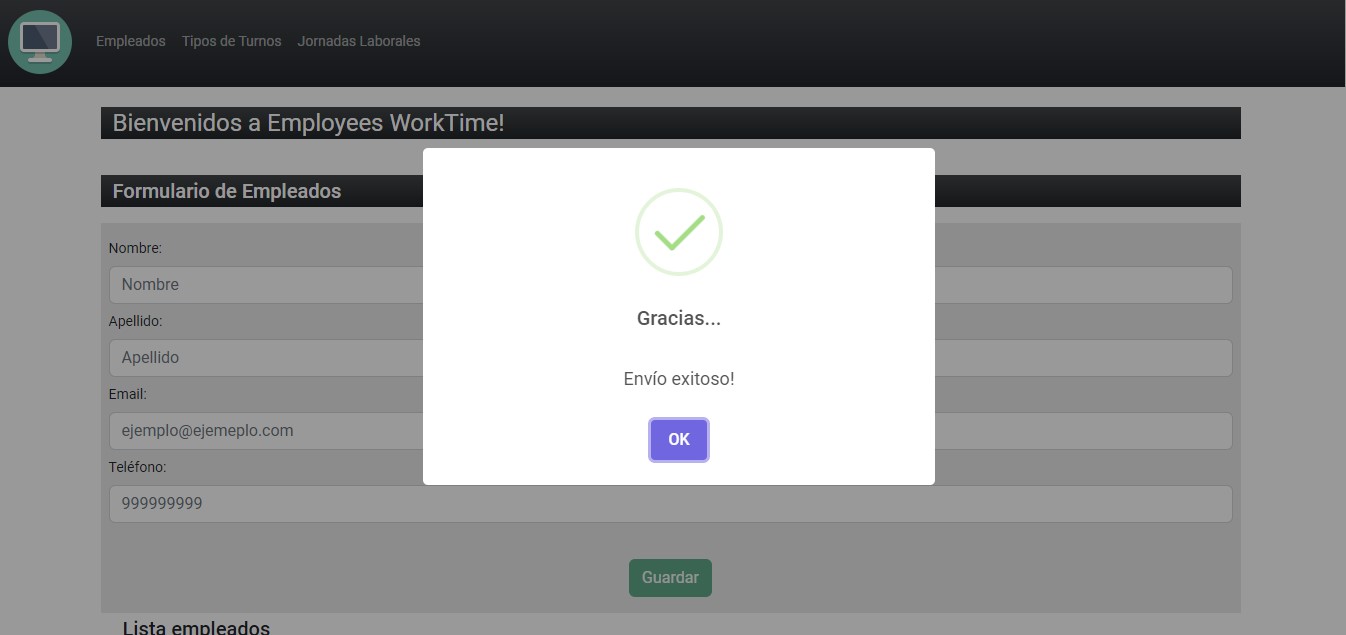 Empleados Tipos de Turnos Jornadas Laborales
Bienvenidos a Employees WorkTime!
Formulario de Empleados
Nombre:
Nombre
Apellido:
Apellido
Email:
ejemplo@ejemeplo.com
Teléfono:
999999999
Guardar
Lista empleados
Gracias...
Envío exitoso!
OK